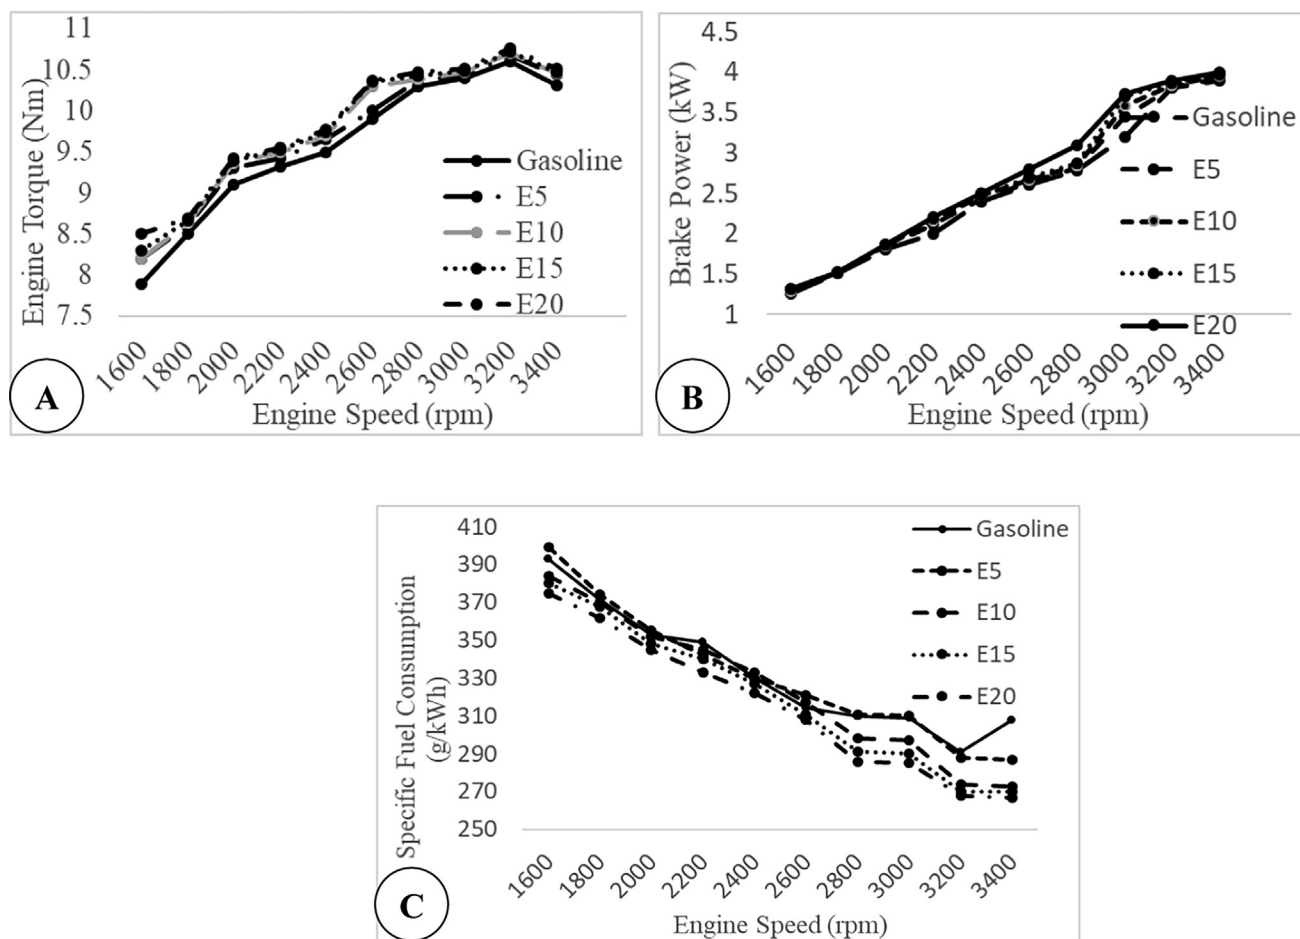 11
10.5
10
9.5
9
8.5
8
7.5
Engine Torque (Nm)
Gasoline
E5
E10
E15
E20
1600
1800
2000
2200
2400
2600
2800
3000
3200
3400
Engine Speed (rpm)
A
4.5
4
3.5
3
2.5
2
1.5
1
Brake Power (kW)
Gasoline
E5
E10
E15
E20
1600
1800
2000
2200
2400
2600
2800
3000
3200
3400
Engine Speed (rpm)
B
410
390
370
350
330
310
290
270
250
Specific Fuel Consumption
(g/kWh)
Gasoline
E5
E10
E15
E20
1600
1800
2000
2200
2400
2600
2800
3000
3200
3400
Engine Speed (rpm)
C